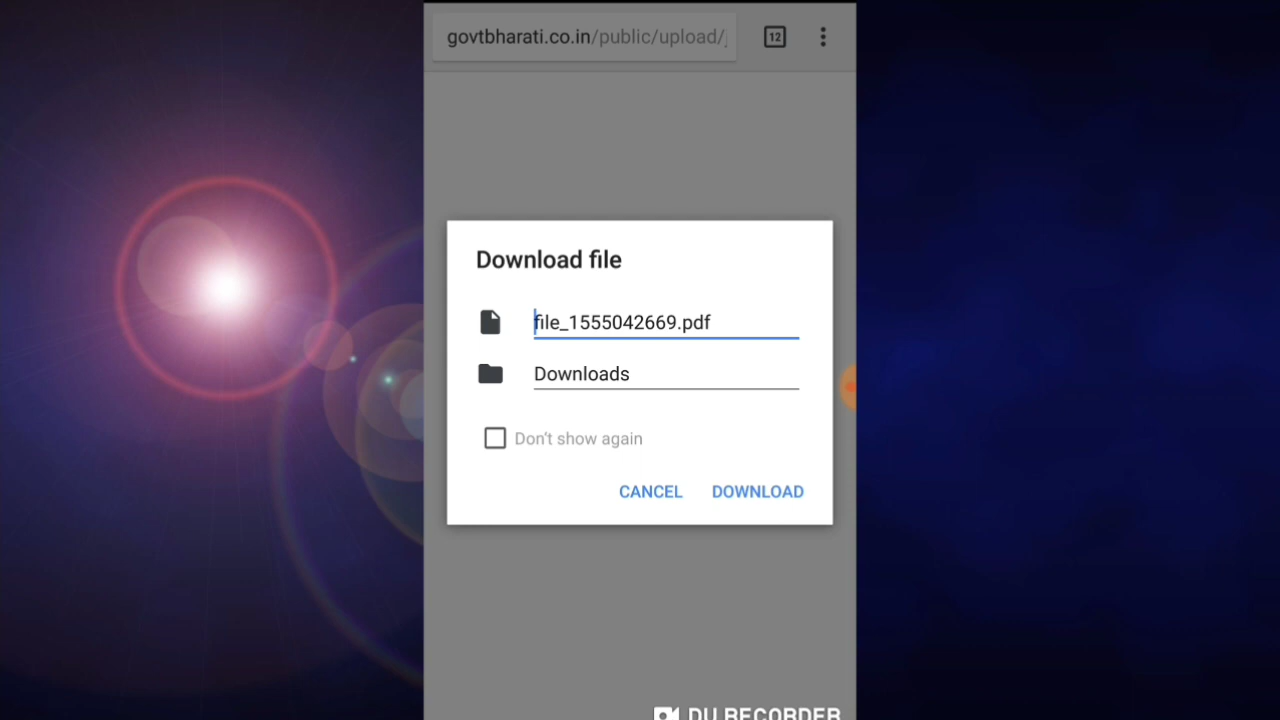 govtbharati.co.in/public/upload/
12
Download file
file_1555042669.pdf
Downloads
Don't show again
CANCEL DOWNLOAD
DU RECORDER